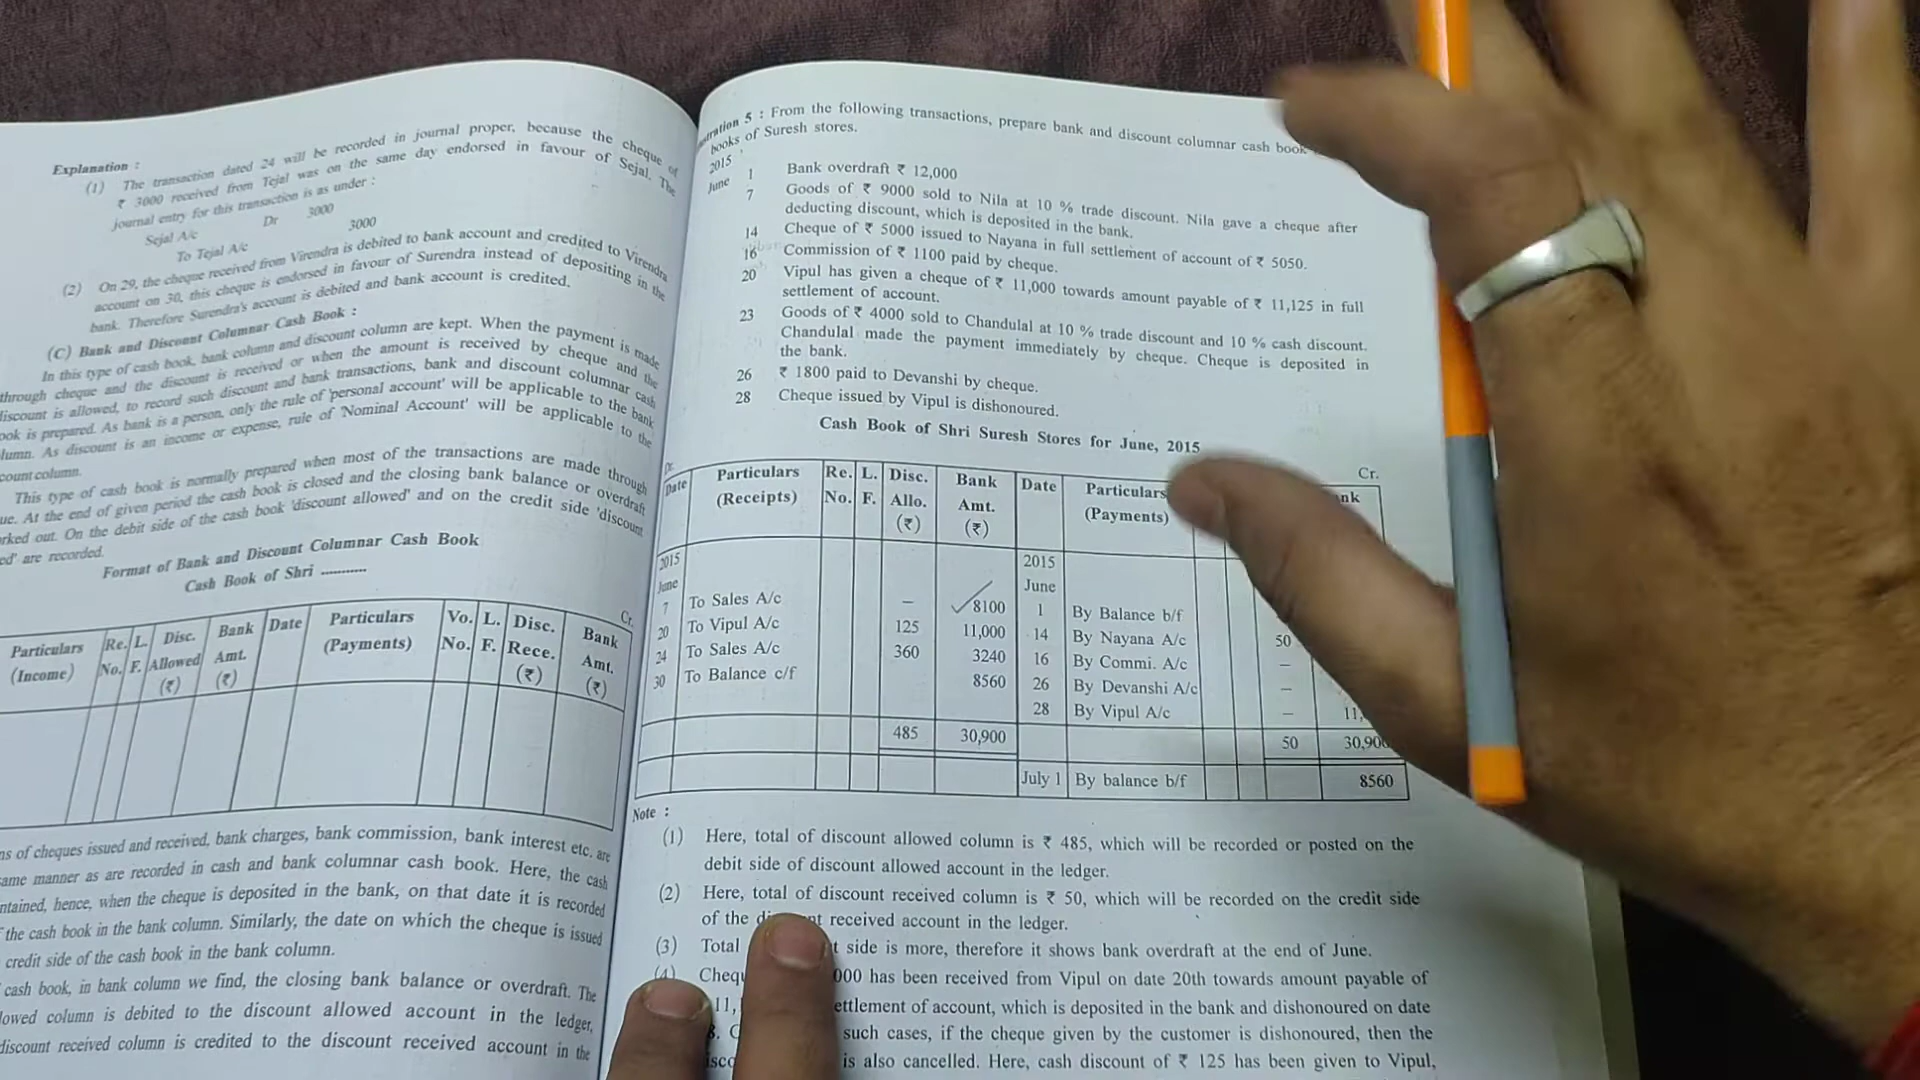 Explanation :
(1) The transaction dated 24 will be recorded in journal proper, because the cheque of
₹ 3000 received from Tejal was on the same day endorsed in favour of Sejal. The
journal entry for this transaction is as under :
Sejal A/c Dr 3000
To Tejal A/c 3000
(2) On 29, the cheque received from Virendra is debited to bank account and credited to Virendra
account on 30, this cheque is endorsed in favour of Surendra instead of depositing in the
bank. Therefore Surendra's account is debited and bank account is credited.
(C) Bank and Discount Columnar Cash Book :
In this type of cash book, bank column and discount column are kept. When the payment is made
through cheque and the discount is received or when the amount is received by cheque and the
discount is allowed, to record such discount and bank transactions, bank and discount columnar cash
ook is prepared. As bank is a person, only the rule of 'personal account' will be applicable to the bank
lumn. As discount is an income or expense, rule of 'Nominal Account' will be applicable to the
count column.
This type of cash book is normally prepared when most of the transactions are made through
ue. At the end of given period the cash book is closed and the closing bank balance or overdraft
rked out. On the debit side of the cash book 'discount allowed' and on the credit side 'discount
ed' are recorded.
Format of Bank and Discount Columnar Cash Book
Cash Book of Shri -----------
Cr.
Particulars Re. L. Disc. Bank Date Particulars Vo. L. Disc. Bank
(Income) No. F. Allowed Amt. (Payments) No. F. Rece. Amt.
(₹) (₹) (₹) (₹)
ns of cheques issued and received, bank charges, bank commission, bank interest etc. are
ame manner as are recorded in cash and bank columnar cash book. Here, the cash
ntained, hence, when the cheque is deposited in the bank, on that date it is recorded
the cash book in the bank column. Similarly, the date on which the cheque is issued
credit side of the cash book in the bank column.
cash book, in bank column we find, the closing bank balance or overdraft. The
lowed column is debited to the discount allowed account in the ledger,
discount received column is credited to the discount received account in the
tration 5 : From the following transactions, prepare bank and discount columnar cash book
books of Suresh stores.
2015
June 1 Bank overdraft ₹ 12,000
7 Goods of ₹ 9000 sold to Nila at 10 % trade discount. Nila gave a cheque after
deducting discount, which is deposited in the bank.
14 Cheque of ₹ 5000 issued to Nayana in full settlement of account of ₹ 5050.
16 Commission of ₹ 1100 paid by cheque.
20 Vipul has given a cheque of ₹ 11,000 towards amount payable of ₹ 11,125 in full
settlement of account.
23 Goods of ₹ 4000 sold to Chandulal at 10 % trade discount and 10 % cash discount.
Chandulal made the payment immediately by cheque. Cheque is deposited in
the bank.
26 ₹ 1800 paid to Devanshi by cheque.
28 Cheque issued by Vipul is dishonoured.
Cash Book of Shri Suresh Stores for June, 2015
Dr. Cr.
Date Particulars Re. L. Disc. Bank Date Particulars nk
(Receipts) No. F. Allo. Amt. (Payments)
(₹) (₹)
2015 2015
June June
7 To Sales A/c – 8100 1 By Balance b/f
20 To Vipul A/c 125 11,000 14 By Nayana A/c 50
24 To Sales A/c 360 3240 16 By Commi. A/c –
30 To Balance c/f 8560 26 By Devanshi A/c –
28 By Vipul A/c – 11,
485 30,900 50 30,900
July 1 By balance b/f 8560
Note :
(1) Here, total of discount allowed column is ₹ 485, which will be recorded or posted on the
debit side of discount allowed account in the ledger.
(2) Here, total of discount received column is ₹ 50, which will be recorded on the credit side
of the di nt received account in the ledger.
(3) Total t side is more, therefore it shows bank overdraft at the end of June.
(4) Chequ 000 has been received from Vipul on date 20th towards amount payable of
11, ettlement of account, which is deposited in the bank and dishonoured on date
such cases, if the cheque given by the customer is dishonoured, then the
isco is also cancelled. Here, cash discount of ₹ 125 has been given to Vipul,